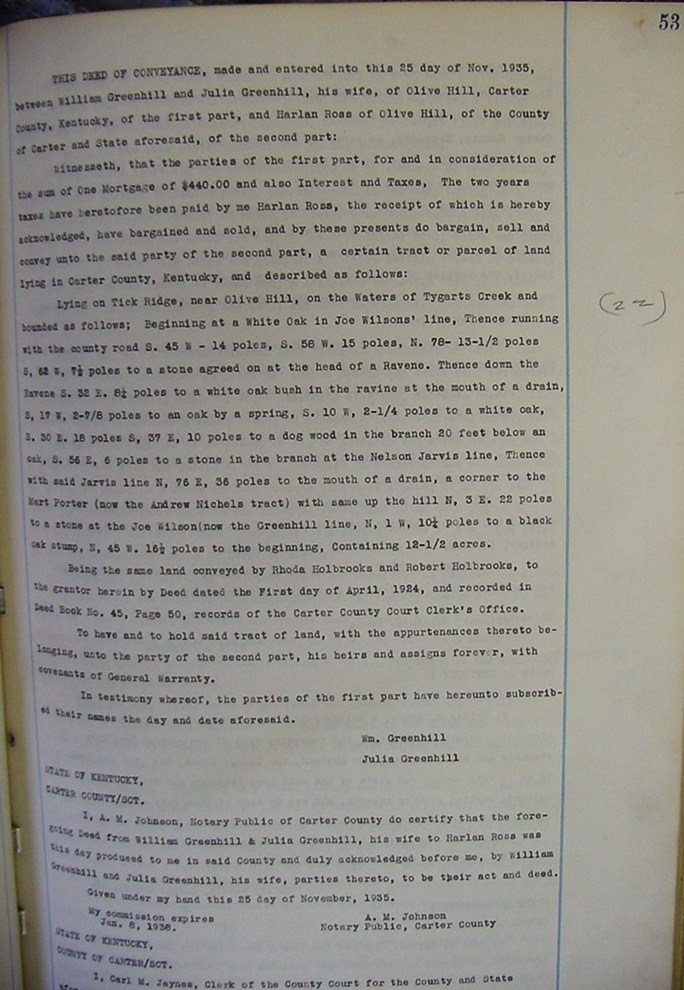 53
THIS DEED OF CONVEYANCE, made and entered into this 25 day of Nov. 1935,
between William Greenhill and Julia Greenhill, his wife, of Olive Hill, Carter
County, Kentucky, of the first part, and Harlan Ross of Olive Hill, of the County
of Carter and State aforesaid, of the second part:
Witnesseth, that the parties of the first part, for and in consideration of
the sum of One Mortgage of $440.00 and also Interest and Taxes, The two years
taxes have heretofore been paid by me Harlan Ross, the receipt of which is hereby
acknowledged, have bargained and sold, and by these presents do bargain, sell and
convey unto the said party of the second part, a certain tract or parcel of land
lying in Carter County, Kentucky, and described as follows:
Lying on Tick Ridge, near Olive Hill, on the Waters of Tygarts Creek and
(22)
bounded as follows; Beginning at a White Oak in Joe Wilsons' line, Thence running
with the county road S. 45 W - 14 poles, S. 58 W. 15 poles, N. 78- 13-1/2 poles
S, 62 W, 7½ poles to a stone agreed on at the head of a Ravene. Thence down the
Ravene S. 32 E. 8¼ poles to a white oak bush in the ravine at the mouth of a drain,
S, 17 W, 2-7/8 poles to an oak by a spring, S. 10 W, 2-1/4 poles to a white oak,
S. 30 E. 18 poles S, 37 E, 10 poles to a dog wood in the branch 20 feet below an
oak, S. 56 E, 6 poles to a stone in the branch at the Nelson Jarvis line, Thence
with said Jarvis line N, 76 E, 36 poles to the mouth of a drain, a corner to the
Mart Porter (now the Andrew Nichels tract) with same up the hill N, 3 E. 22 poles
to a stone at the Joe Wilson(now the Greenhill line, N, 1 W, 10¼ poles to a black
oak stump, N, 45 W. 16½ poles to the beginning, Containing 12-1/2 acres.
Being the same land conveyed by Rhoda Holbrooks and Robert Holbrooks, to
the grantor herein by Deed dated the First day of April, 1924, and recorded in
Deed Book No. 45, Page 50, records of the Carter County Court Clerk's Office.
To have and to hold said tract of land, with the appurtenances thereto be-
longing, unto the party of the second part, his heirs and assigns forever, with
covenants of General Warranty.
In testimony whereof, the parties of the first part have hereunto subscrib-
ed their names the day and date aforesaid.
Wm. Greenhill
Julia Greenhill
STATE OF KENTUCKY,
CARTER COUNTY/SCT.
I, A. M. Johnson, Notary Public of Carter County do certify that the fore-
going Deed from William Greenhill & Julia Greenhill, his wife to Harlan Ross was
this day produced to me in said County and duly acknowledged before me, by William
Greenhill and Julia Greenhill, his wife, parties thereto, to be their act and deed.
Given under my hand this 25 day of November, 1935.
My commission expires A. M. Johnson
Jan. 8, 1938. Notary Public, Carter County
STATE OF KENTUCKY,
COUNTY OF CARTER/SCT.
I, Carl M. Jaynes, Clerk of the County Court for the County and State